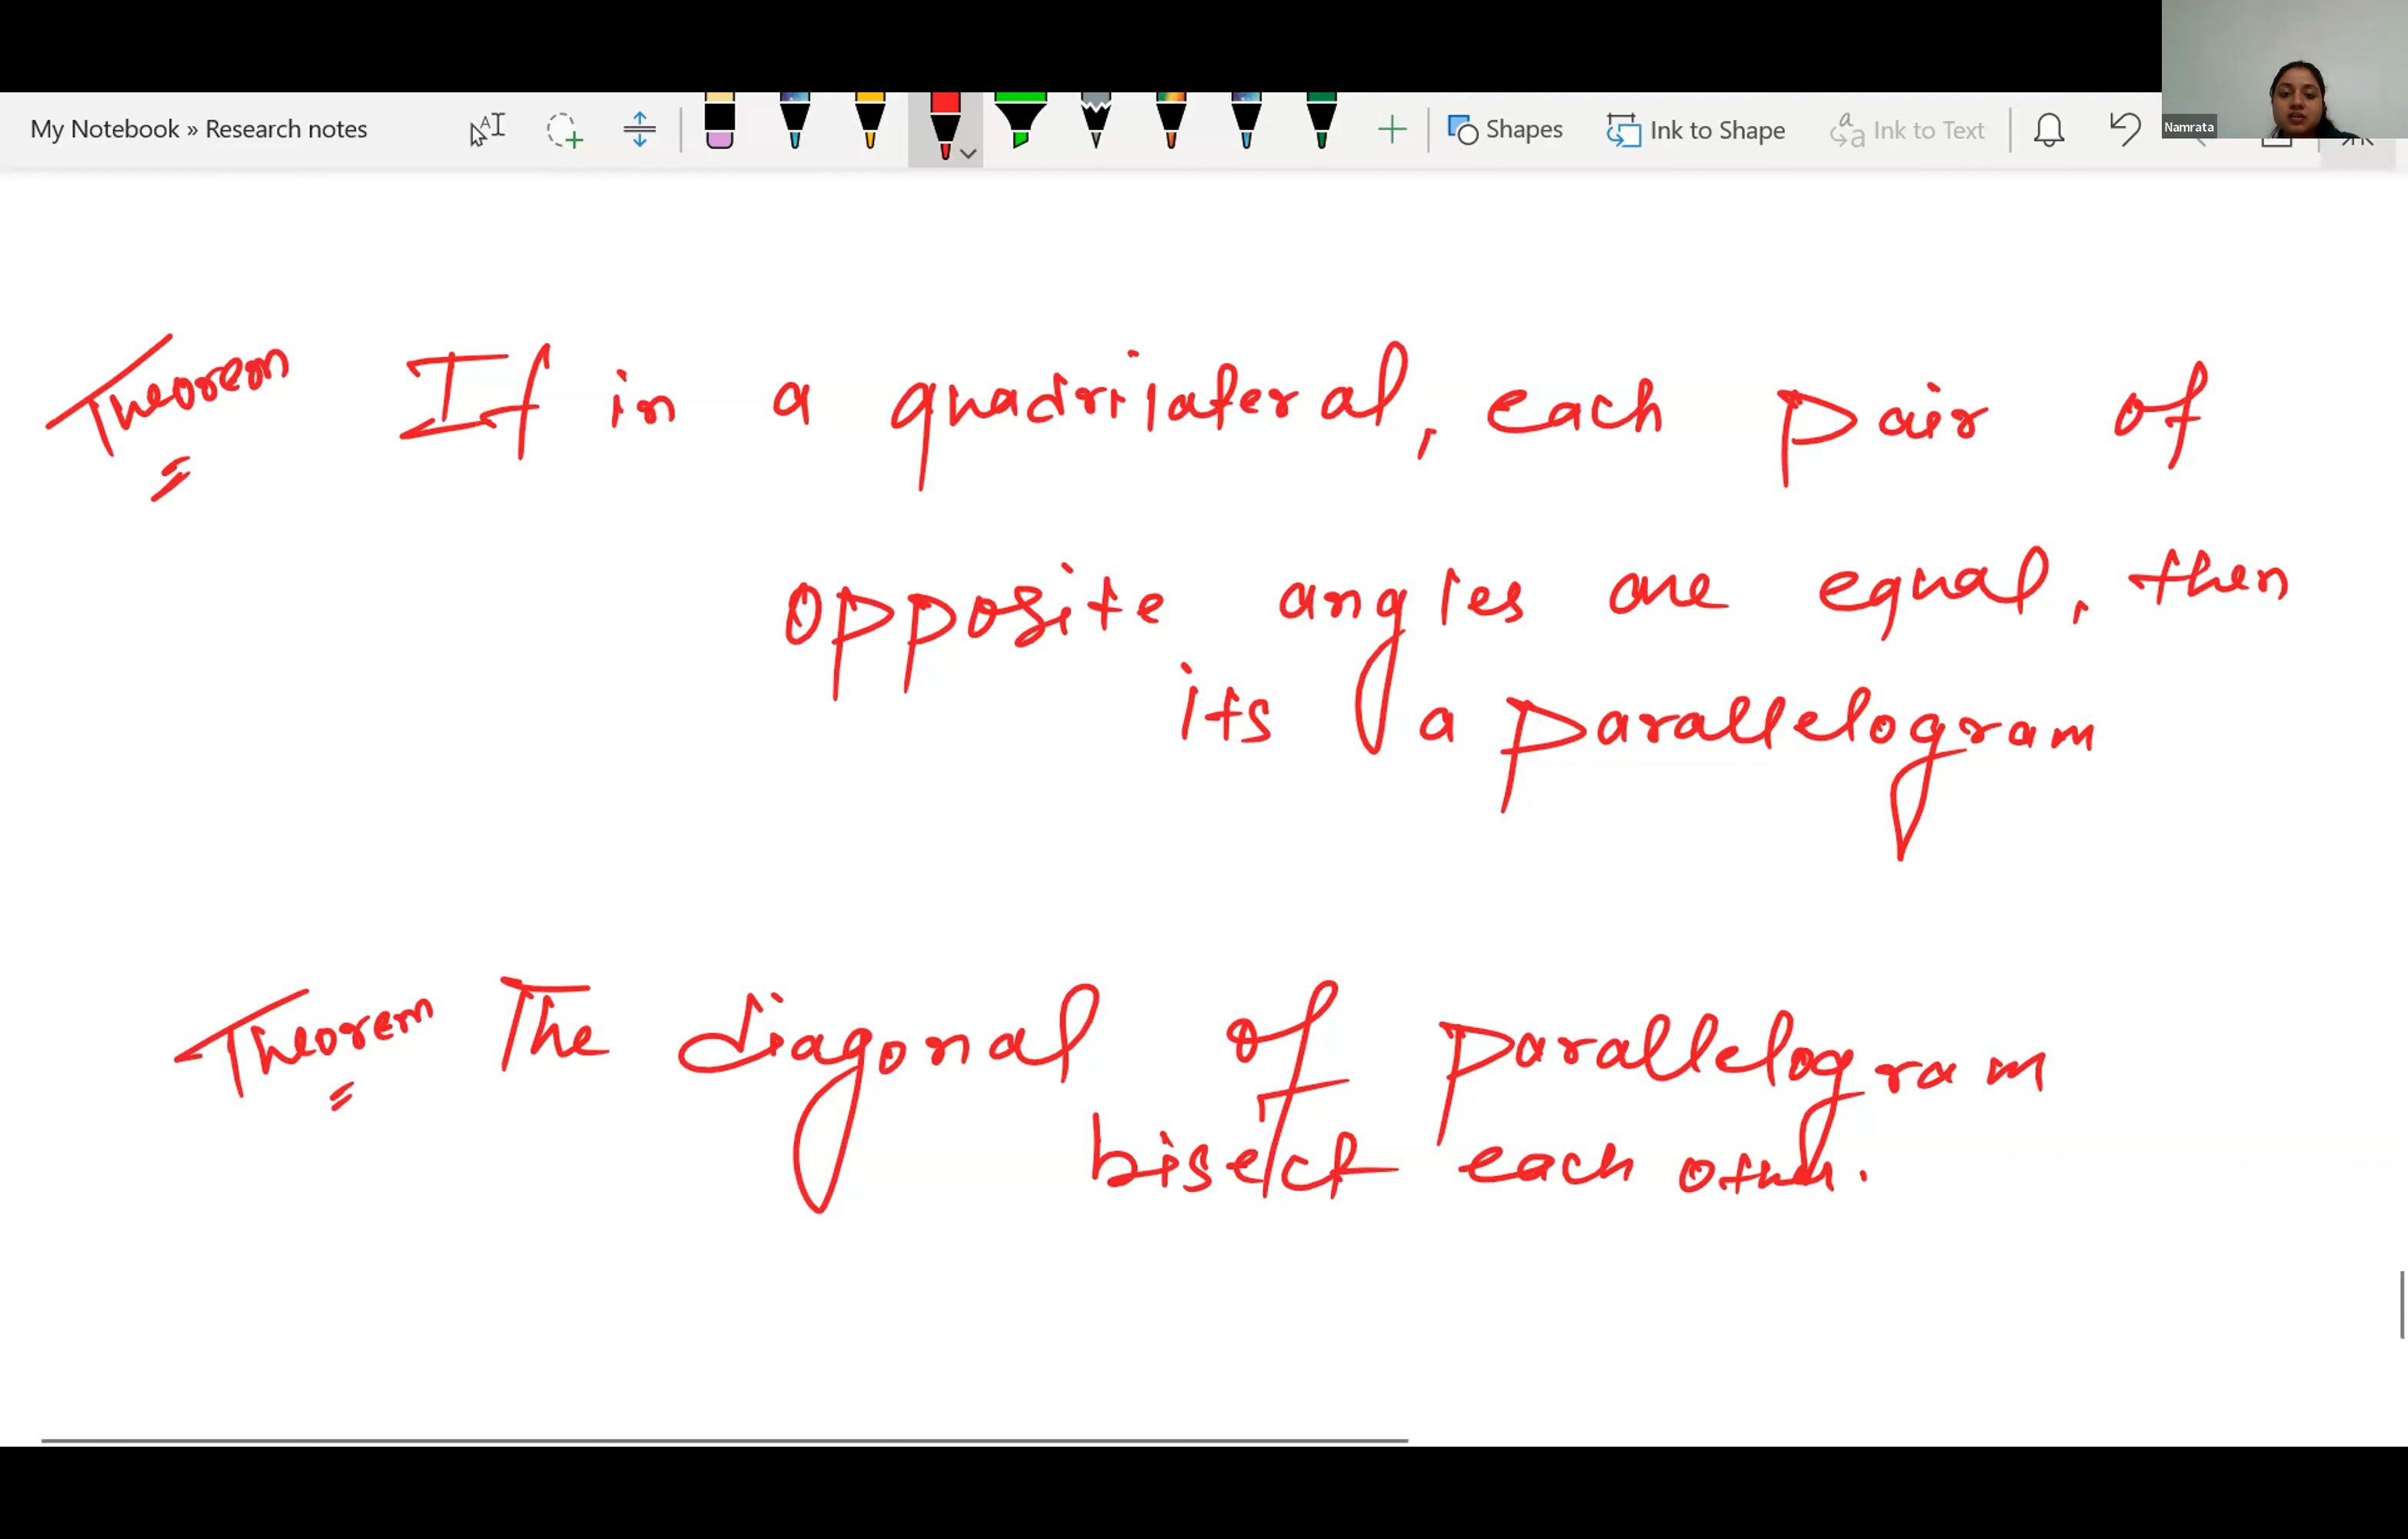 My Notebook » Research notes
Shapes
Ink to Shape
Ink to Text
Namrata
Theorem If in a quadrilateral, each pair of
opposite angles are equal, then
its a parallelogram
Theorem The diagonal of parallelogram
bisect each other.